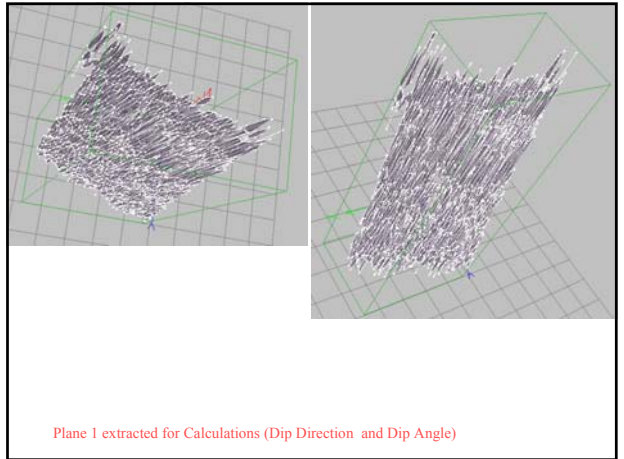 Plane 1 extracted for Calculations (Dip Direction and Dip Angle)